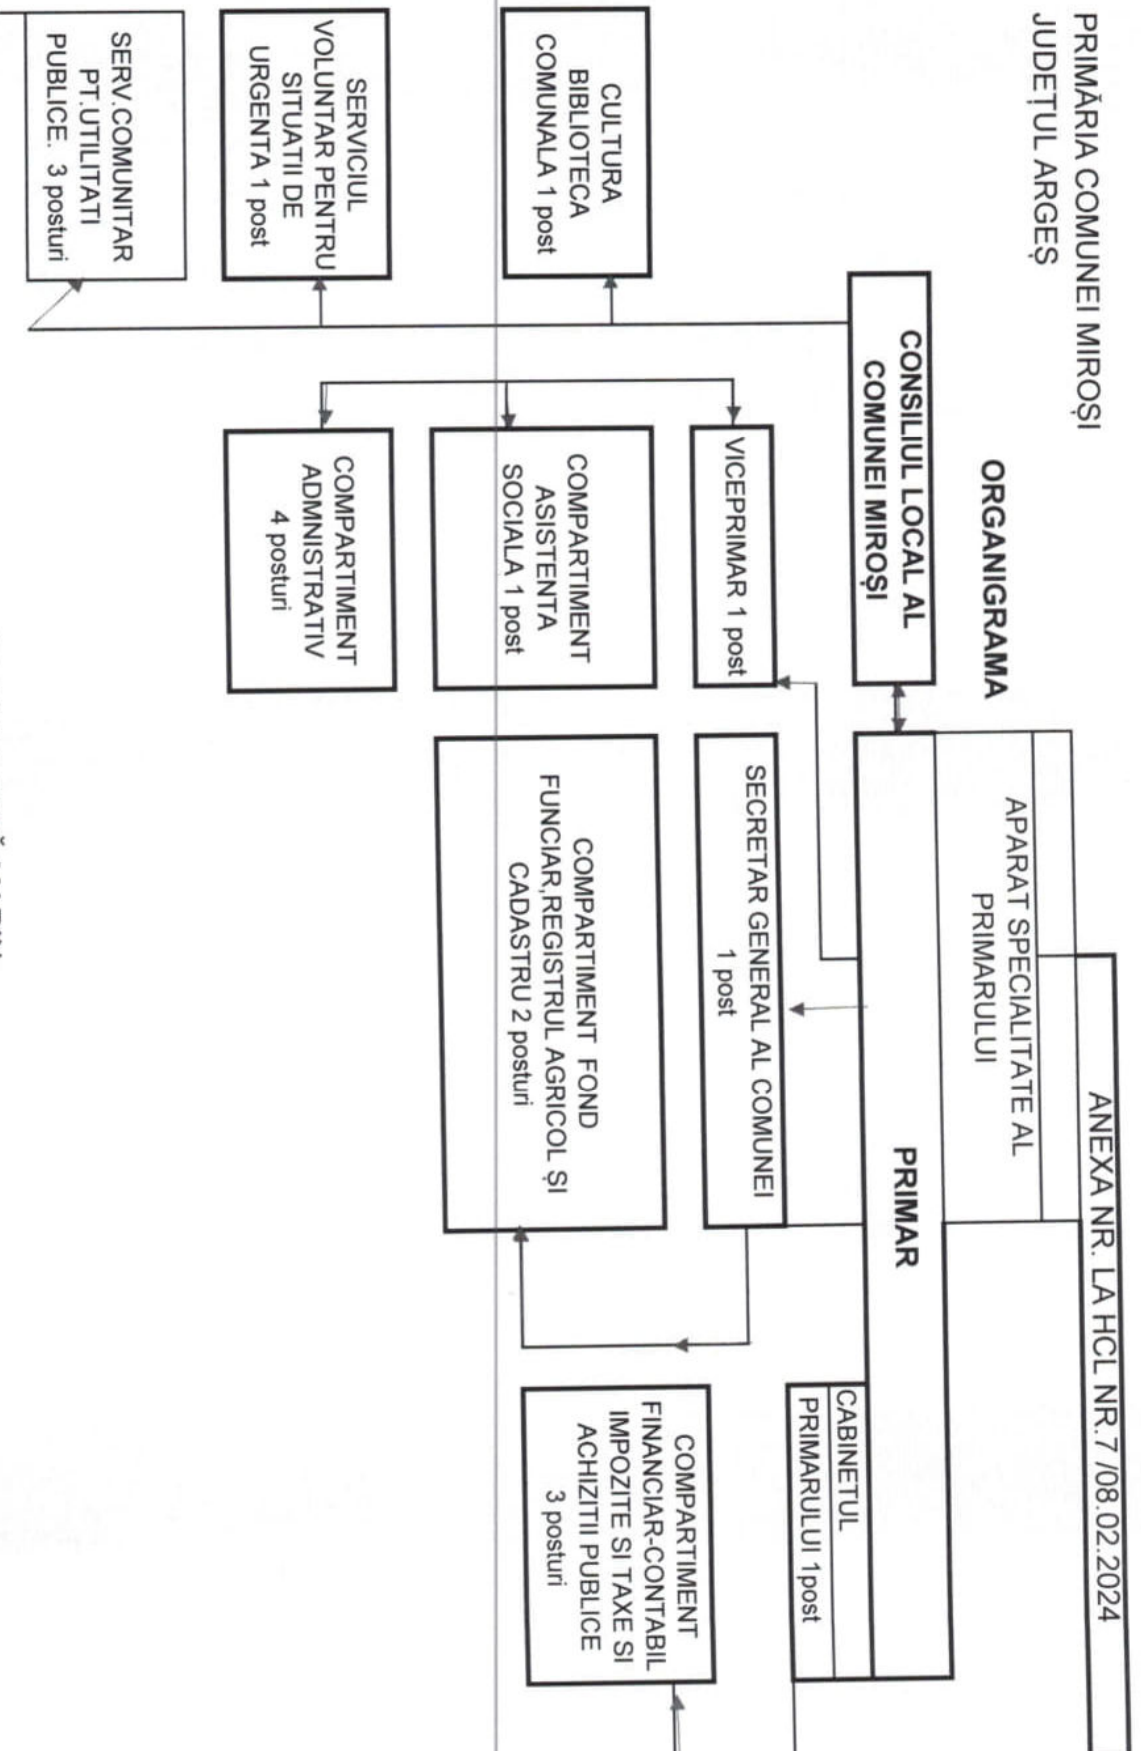 PRIMĂRIA COMUNEI MIROȘI
JUDEȚUL ARGEȘ
ANEXA NR. LA HCL NR.7 /08.02.2024
ORGANIGRAMA
APARAT SPECIALITATE AL
PRIMARULUI
CONSILIUL LOCAL AL
COMUNEI MIROȘI
PRIMAR
CABINETUL
PRIMARULUI 1post
VICEPRIMAR 1 post
SECRETAR GENERAL AL COMUNEI
1 post
CULTURA
BIBLIOTECA
COMUNALA 1 post
COMPARTIMENT
ASISTENTA
SOCIALA 1 post
COMPARTIMENT FOND
FUNCIAR,REGISTRUL AGRICOL ȘI
CADASTRU 2 posturi
COMPARTIMENT
FINANCIAR-CONTABIL
IMPOZITE SI TAXE SI
ACHIZITII PUBLICE
3 posturi
SERVICIUL
VOLUNTAR PENTRU
SITUATII DE
URGENTA 1 post
COMPARTIMENT
ADMNISTRATIV
4 posturi
SERV.COMUNITAR
PT.UTILITATI
PUBLICE. 3 posturi